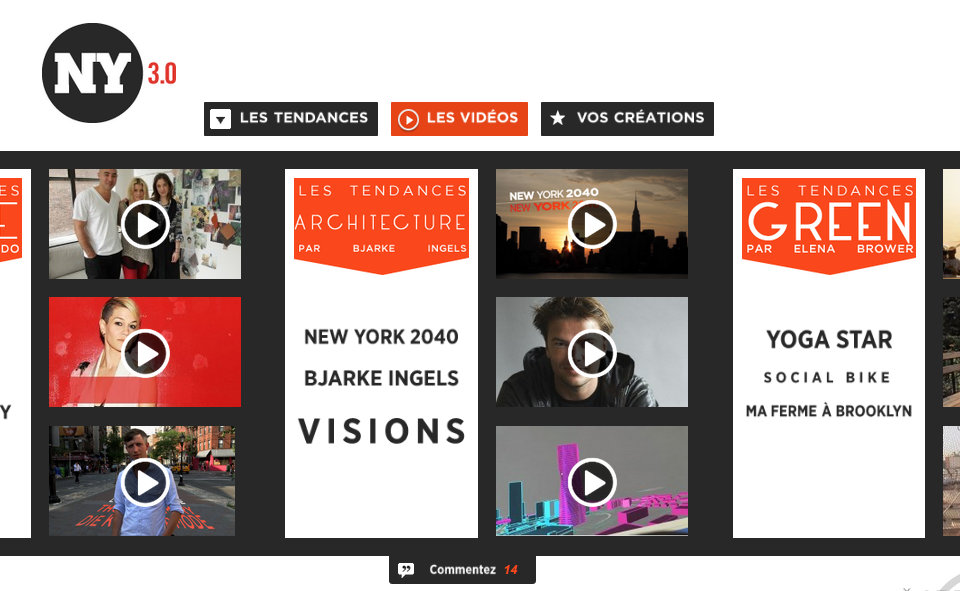 NY 3.0
LES TENDANCES
LES VIDÉOS
VOS CRÉATIONS
ES
DO
Y
LES TENDANCES
ARCHITECTURE
PAR BJARKE INGELS
NEW YORK 2040
BJARKE INGELS
VISIONS
NEW YORK 2040
NEW YORK
LES TENDANCES
GREEN
PAR ELENA BROWER
YOGA STAR
SOCIAL BIKE
MA FERME À BROOKLYN
Commentez 14